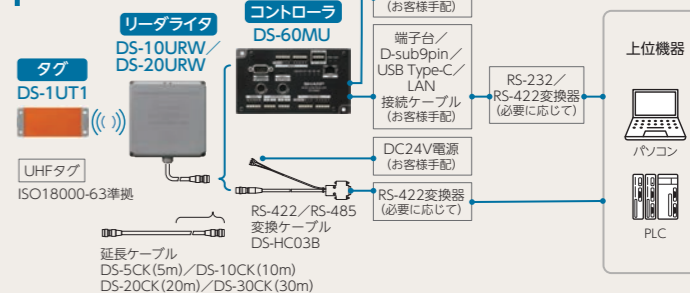 コントローラ
DS-60MU
リーダライタ
DS-10URW／
DS-20URW
タグ
DS-1UT1
UHFタグ
ISO18000-63準拠
(お客様手配)
端子台／
D-sub9pin／
USB Type-C／
LAN
接続ケーブル
(お客様手配)
RS-232／
RS-422変換器
(必要に応じて)
DC24V電源
(お客様手配)
RS-422変換器
(必要に応じて)
上位機器
パソコン
PLC
RS-422／RS-485
変換ケーブル
DS-HC03B
延長ケーブル
DS-5CK(5m)／DS-10CK(10m)
DS-20CK(20m)／DS-30CK(30m)